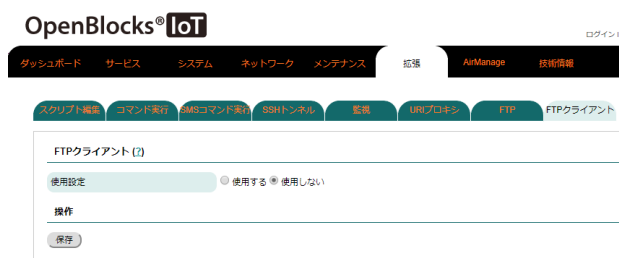 OpenBlocks® IoT
ログイン
ダッシュボード サービス システム ネットワーク メンテナンス 拡張 AirManage 技術情報
スクリプト編集 コマンド実行 SMSコマンド実行 SSHトンネル 監視 URIプロキシ FTP FTPクライアント
FTPクライアント (?)
使用設定 使用する 使用しない
操作
保存